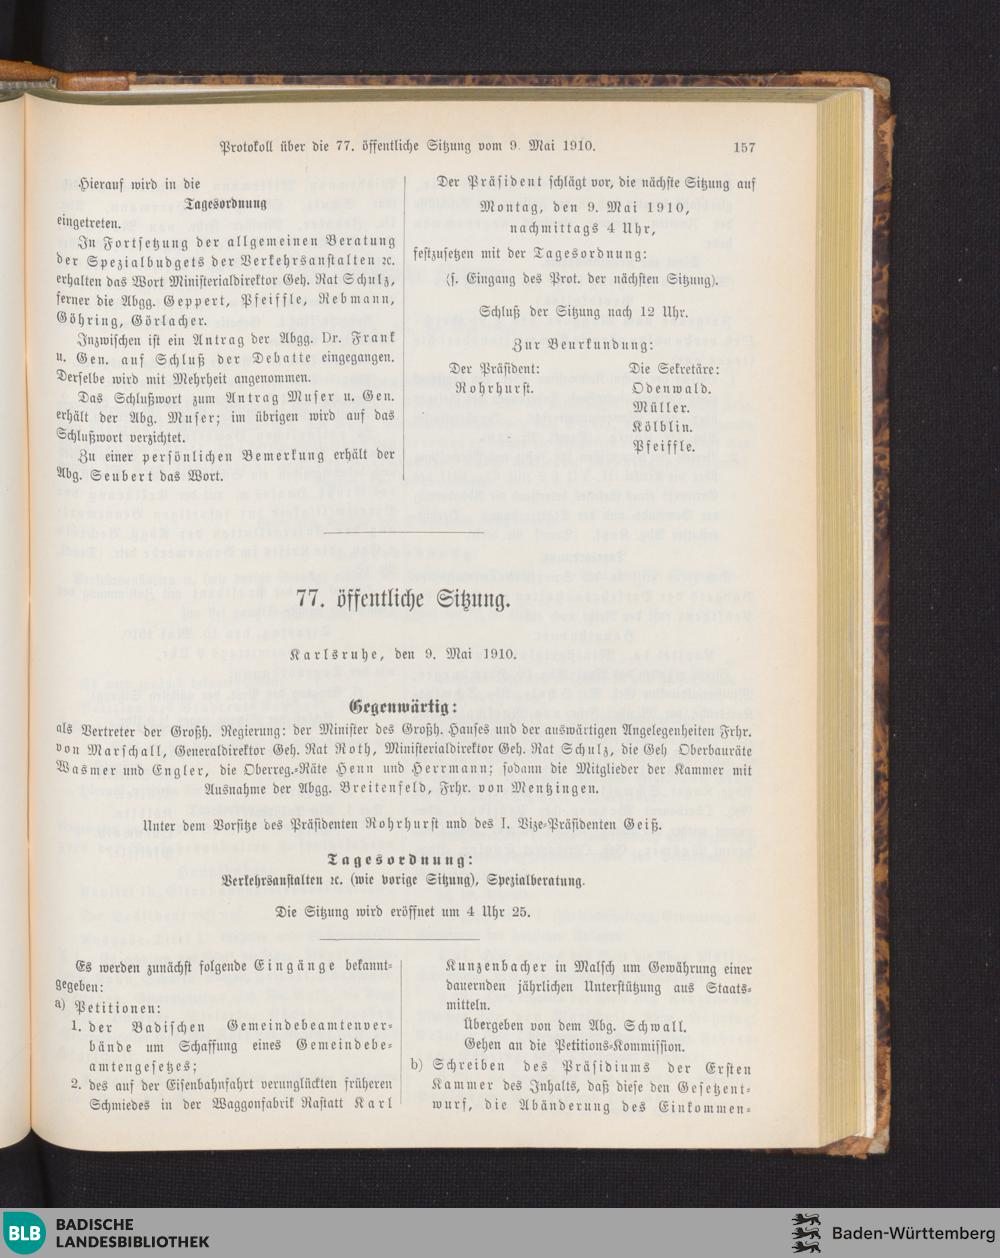 Protokoll über die 77. öffentliche Sitzung vom 9. Mai 1910.
157
Hierauf wird in die
Tagesordnung
eingetreten.
In Fortsetzung der allgemeinen Beratung
der Spezialbudgets der Verkehrsanstalten ꝛc.
erhalten das Wort Ministerialdirektor Geh. Rat Schulz,
ferner die Abgg. Geppert, Pfeiffle, Rebmann,
Göhring, Görlacher.
Inzwischen ist ein Antrag der Abgg. Dr. Frank
u. Gen. auf Schluß der Debatte eingegangen.
Derselbe wird mit Mehrheit angenommen.
Das Schlußwort zum Antrag Muser u. Gen.
erhält der Abg. Muser; im übrigen wird auf das
Schlußwort verzichtet.
Zu einer persönlichen Bemerkung erhält der
Abg. Seubert das Wort.
Der Präsident schlägt vor, die nächste Sitzung auf
Montag, den 9. Mai 1910,
nachmittags 4 Uhr,
festzusetzen mit der Tagesordnung:
(s. Eingang des Prot. der nächsten Sitzung).
Schluß der Sitzung nach 12 Uhr.
Zur Beurkundung:
Der Präsident:
Rohrhurst.
Die Sekretäre:
Odenwald.
Müller.
Kölblin.
Pfeiffle.
77. öffentliche Sitzung.
Karlsruhe, den 9. Mai 1910.
Gegenwärtig:
als Vertreter der Großh. Regierung: der Minister des Großh. Hauses und der auswärtigen Angelegenheiten Frhr.
von Marschall, Generaldirektor Geh. Rat Roth, Ministerialdirektor Geh. Rat Schulz, die Geh Oberbauräte
Wasmer und Engler, die Oberreg.-Räte Henn und Herrmann; sodann die Mitglieder der Kammer mit
Ausnahme der Abgg. Breitenfeld, Frhr. von Mentzingen.
Unter dem Vorsitze des Präsidenten Rohrhurst und des I. Vize-Präsidenten Geiß.
Tagesordnung:
Verkehrsanstalten ꝛc. (wie vorige Sitzung), Spezialberatung.
Die Sitzung wird eröffnet um 4 Uhr 25.
Es werden zunächst folgende Eingänge bekannt-
gegeben:
a) Petitionen:
1. der Badischen Gemeindebeamtenver-
bände um Schaffung eines Gemeindebe-
amtengesetzes;
2. des auf der Eisenbahnfahrt verunglückten früheren
Schmiedes in der Waggonfabrik Rastatt Karl
Kunzenbacher in Malsch um Gewährung einer
dauernden jährlichen Unterstützung aus Staats-
mitteln.
Übergeben von dem Abg. Schwall.
Gehen an die Petitions-Kommission.
b) Schreiben des Präsidiums der Ersten
Kammer des Inhalts, daß diese den Gesetzent-
wurf, die Abänderung des Einkommen-
BLB BADISCHE
LANDESBIBLIOTHEK
Baden-Württemberg